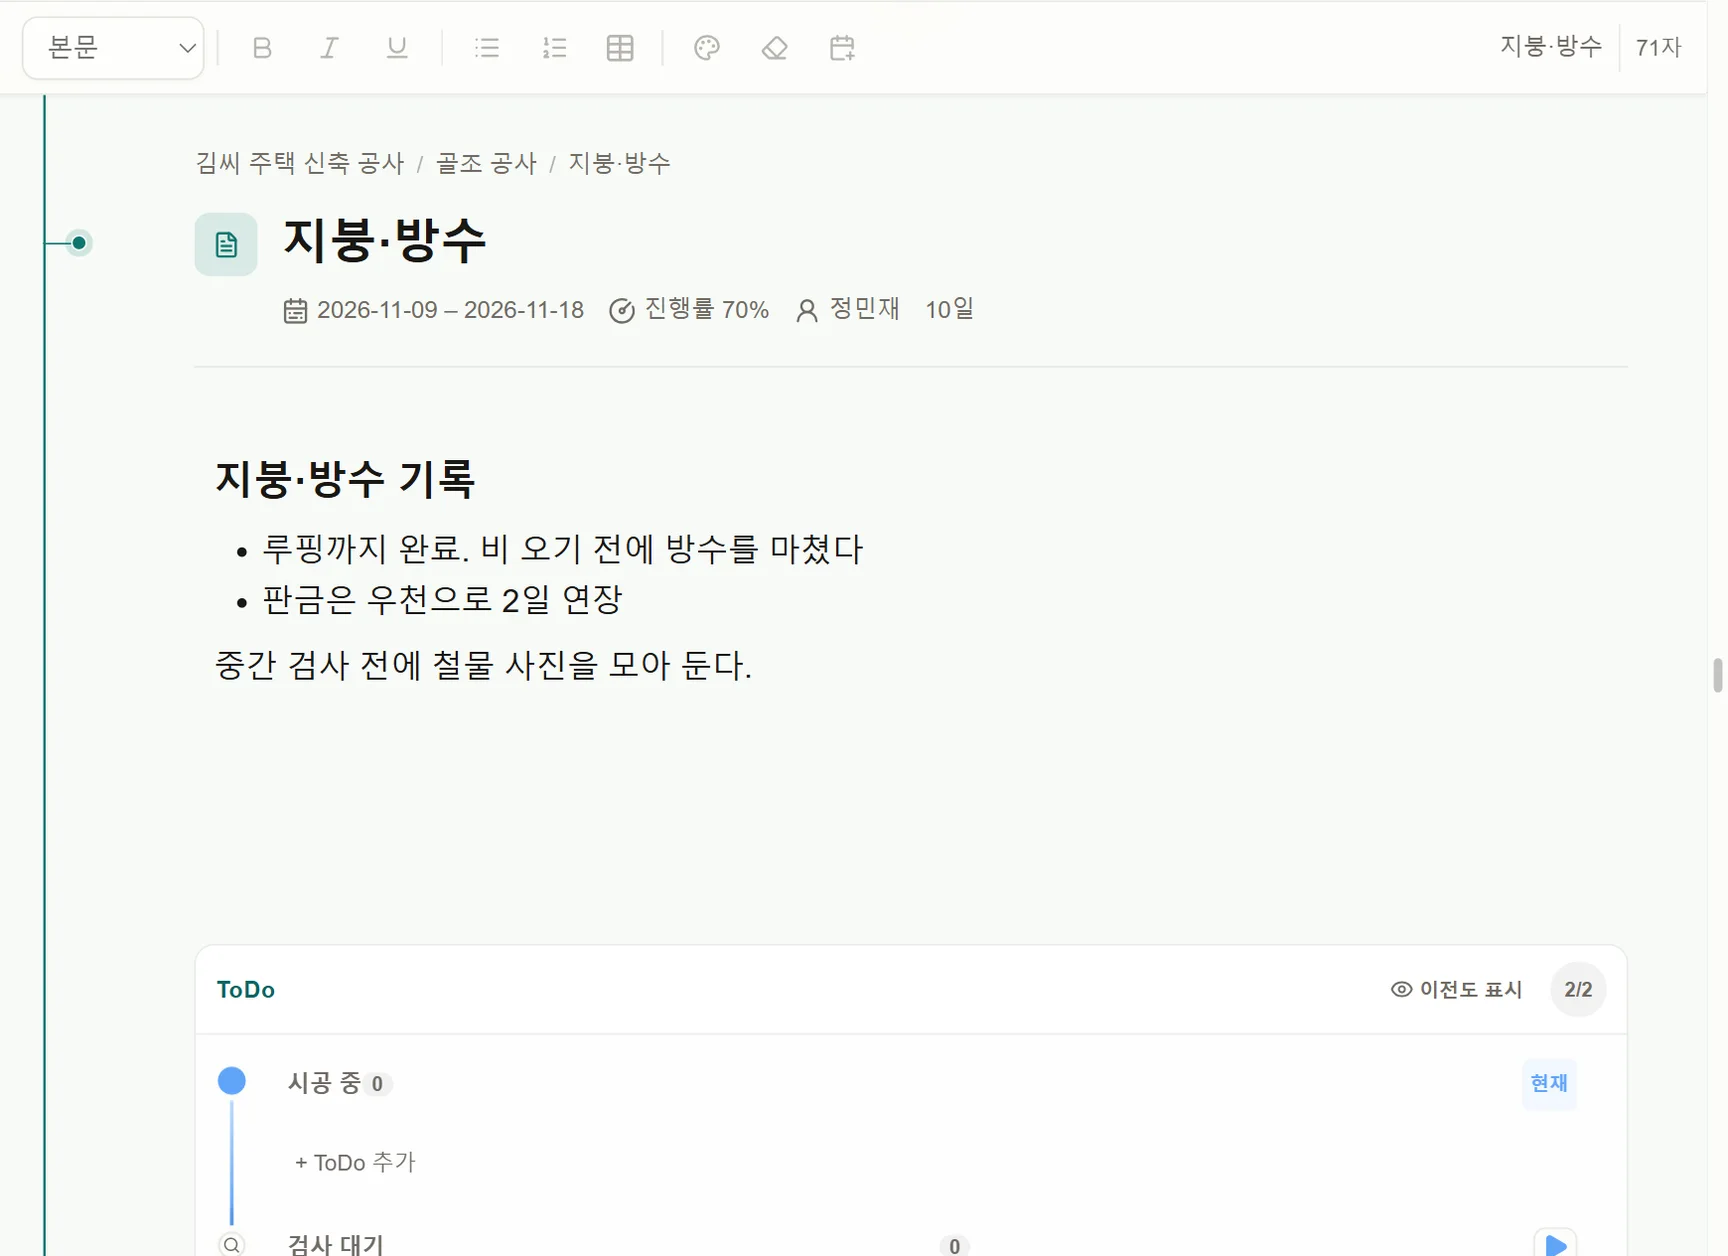 본문
지붕·방수 71자
김씨 주택 신축 공사 / 골조 공사 / 지붕·방수
지붕·방수
2026-11-09 – 2026-11-18 진행률 70% 정민재 10일
지붕·방수 기록
• 루핑까지 완료. 비 오기 전에 방수를 마쳤다
• 판금은 우천으로 2일 연장
중간 검사 전에 철물 사진을 모아 둔다.
ToDo 이전도 표시 2/2
시공 중 0 현재
+ ToDo 추가
검사 대기 0